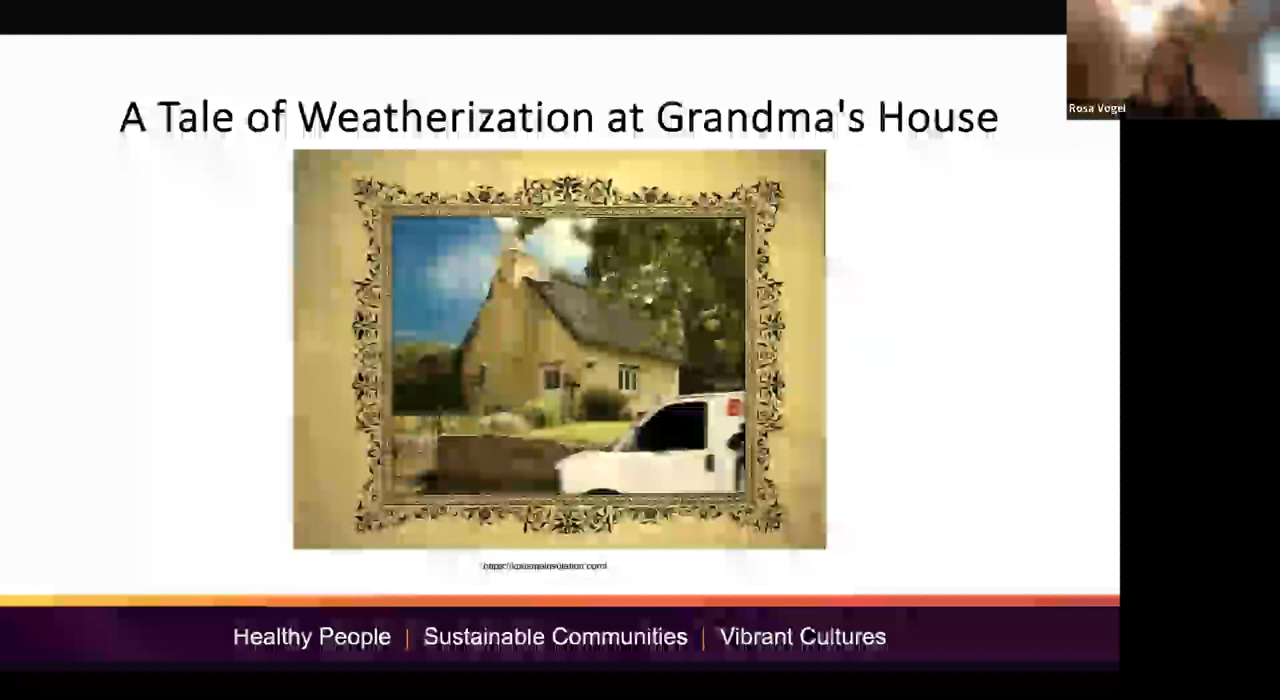 A Tale of Weatherization at Grandma's House
Rosa Vogel
Healthy People | Sustainable Communities | Vibrant Cultures